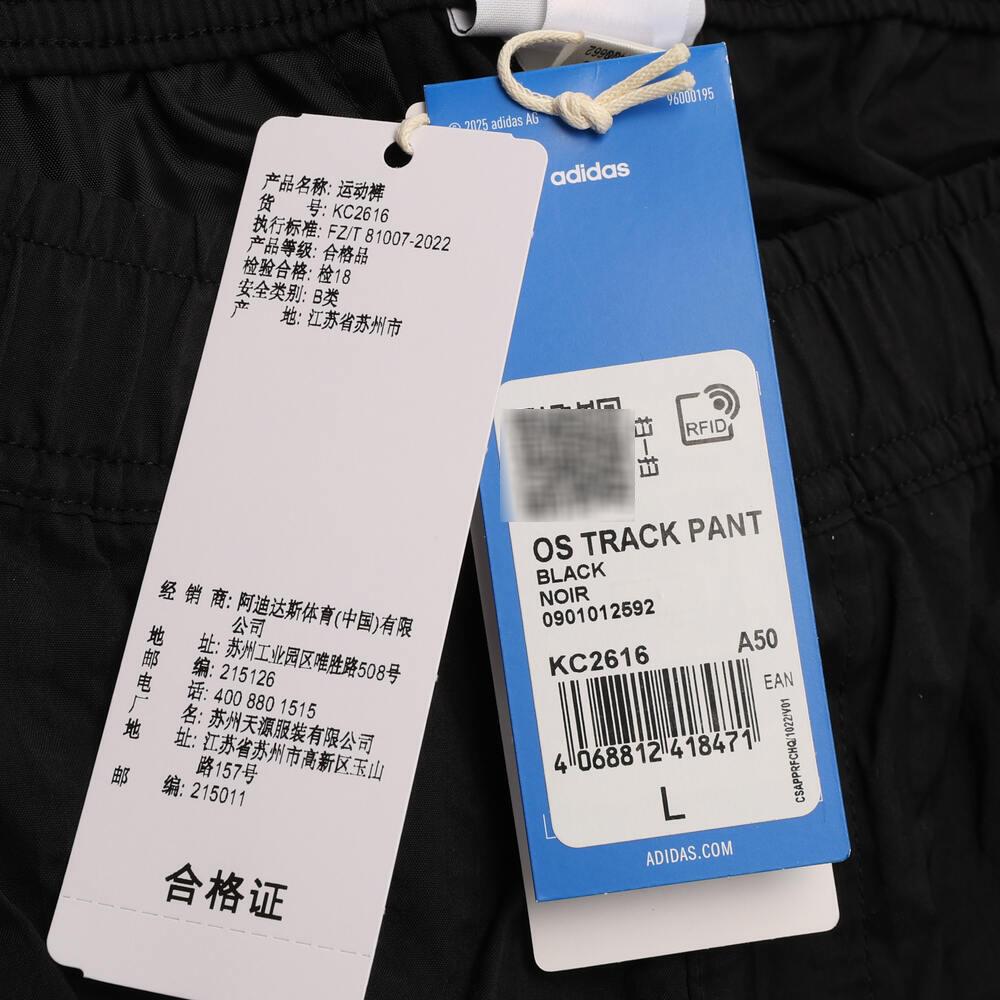 产品名称: 运动裤
货 号: KC2616
执行标准: FZ/T 81007-2022
产品等级: 合格品
检验合格: 检18
安全类别: B类
产 地: 江苏省苏州市
经 销 商: 阿迪达斯体育(中国)有限
公司
地 址: 苏州工业园区唯胜路508号
邮 编: 215126
电 话: 400 880 1515
厂 名: 苏州天源服装有限公司
地 址: 江苏省苏州市高新区玉山
路157号
邮 编: 215011
合格证
© 2025 adidas AG
96000195
adidas
扫一扫
RFID
OS TRACK PANT
BLACK
NOIR
0901012592
KC2616
A50
EAN
4 068812 418471
CSAPPRFCHQ/1022/V01
L
ADIDAS.COM